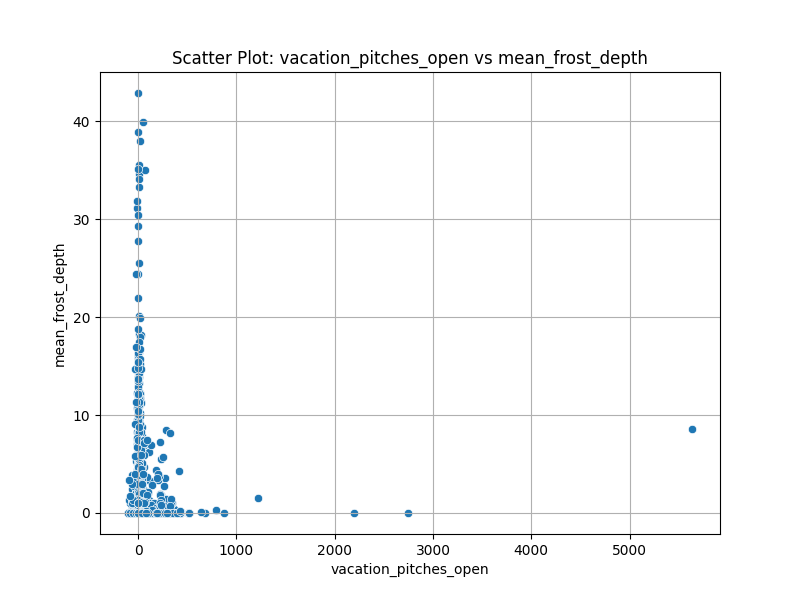 Scatter Plot: vacation_pitches_open vs mean_frost_depth
mean_frost_depth
40
30
20
10
0
0 1000 2000 3000 4000 5000
vacation_pitches_open